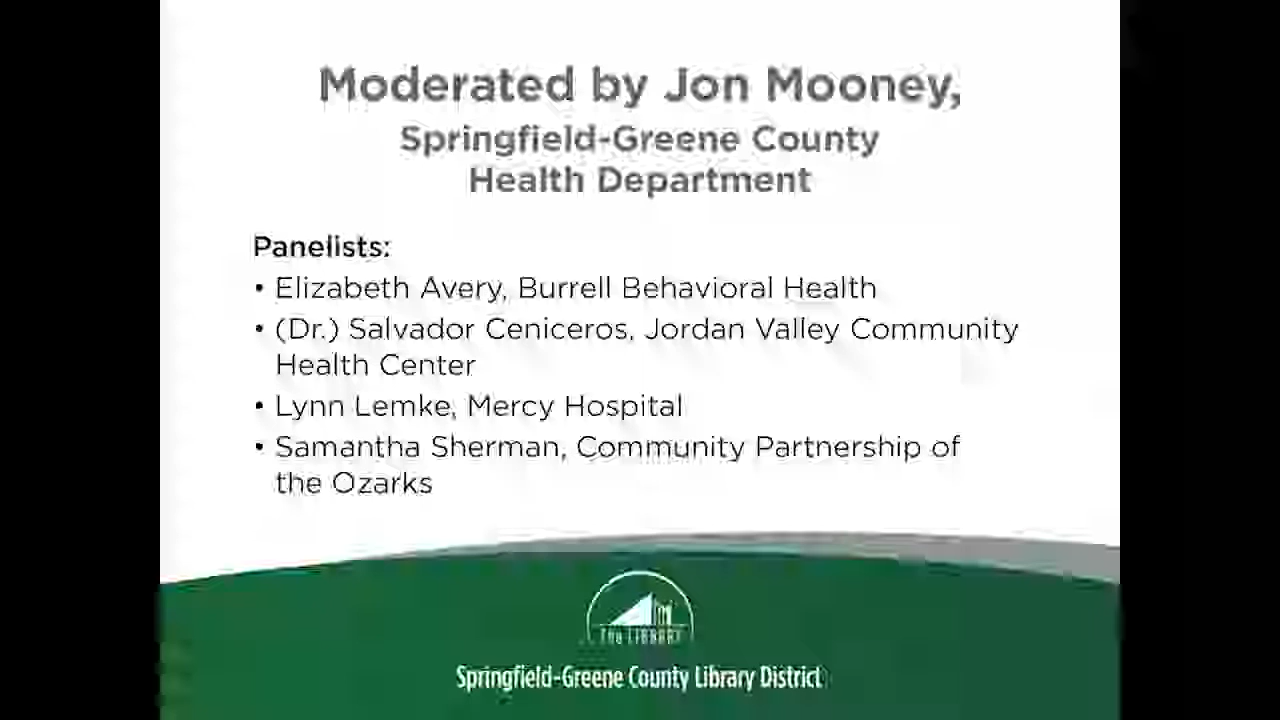 Moderated by Jon Mooney,
Springfield-Greene County
Health Department
Panelists:
• Elizabeth Avery, Burrell Behavioral Health
• (Dr.) Salvador Ceniceros, Jordan Valley Community
Health Center
• Lynn Lemke, Mercy Hospital
• Samantha Sherman, Community Partnership of
the Ozarks
THE LIBRARY
Springfield-Greene County Library District